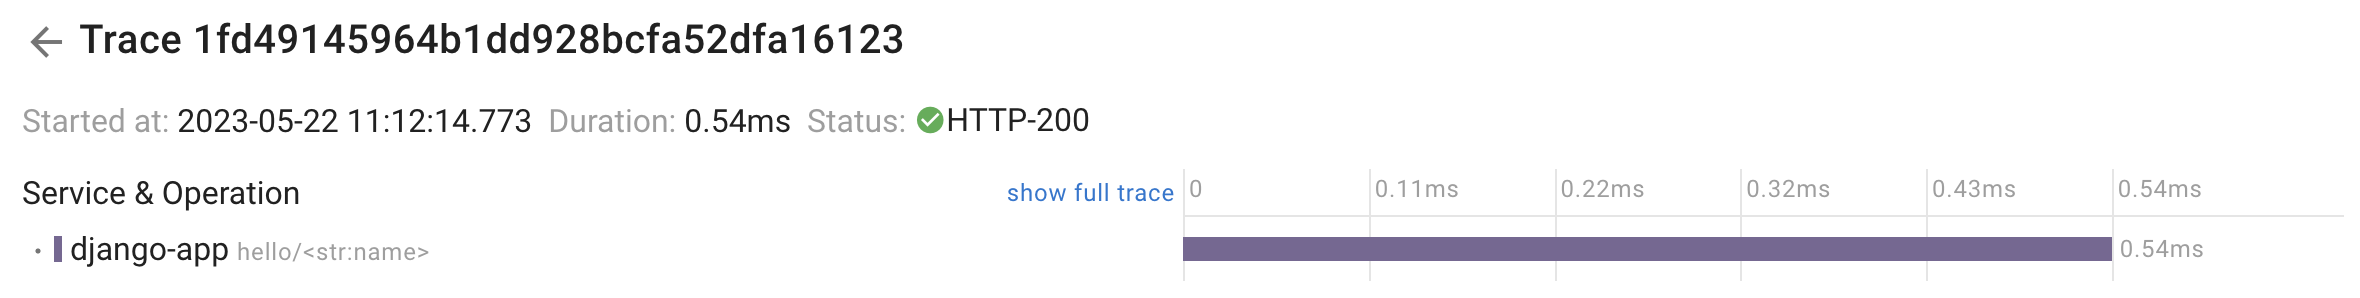 Trace 1fd49145964b1dd928bcfa52dfa16123
Started at: 2023-05-22 11:12:14.773 Duration: 0.54ms Status: HTTP-200
Service & Operation show full trace 0 0.11ms 0.22ms 0.32ms 0.43ms 0.54ms
django-app hello/<str:name> 0.54ms